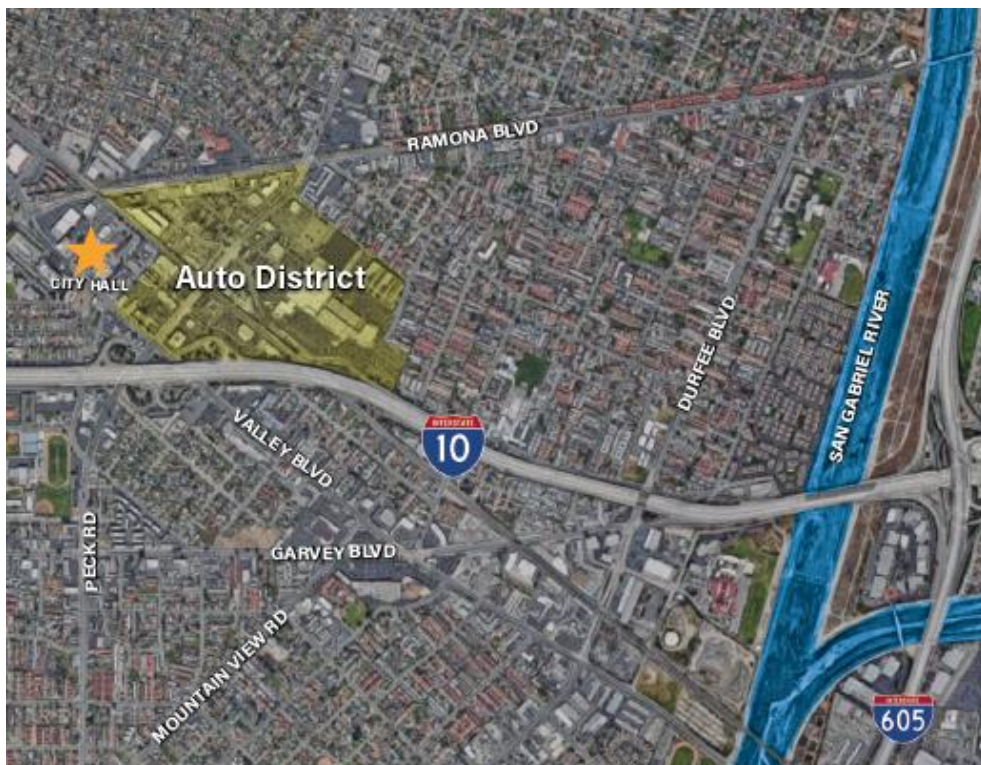 RAMONA BLVD
CITY HALL
Auto District
DURFEE BLVD
SAN GABRIEL RIVER
INTERSTATE
10
VALLEY BLVD
PECK RD
GARVEY BLVD
MOUNTAIN VIEW RD
INTERSTATE
605